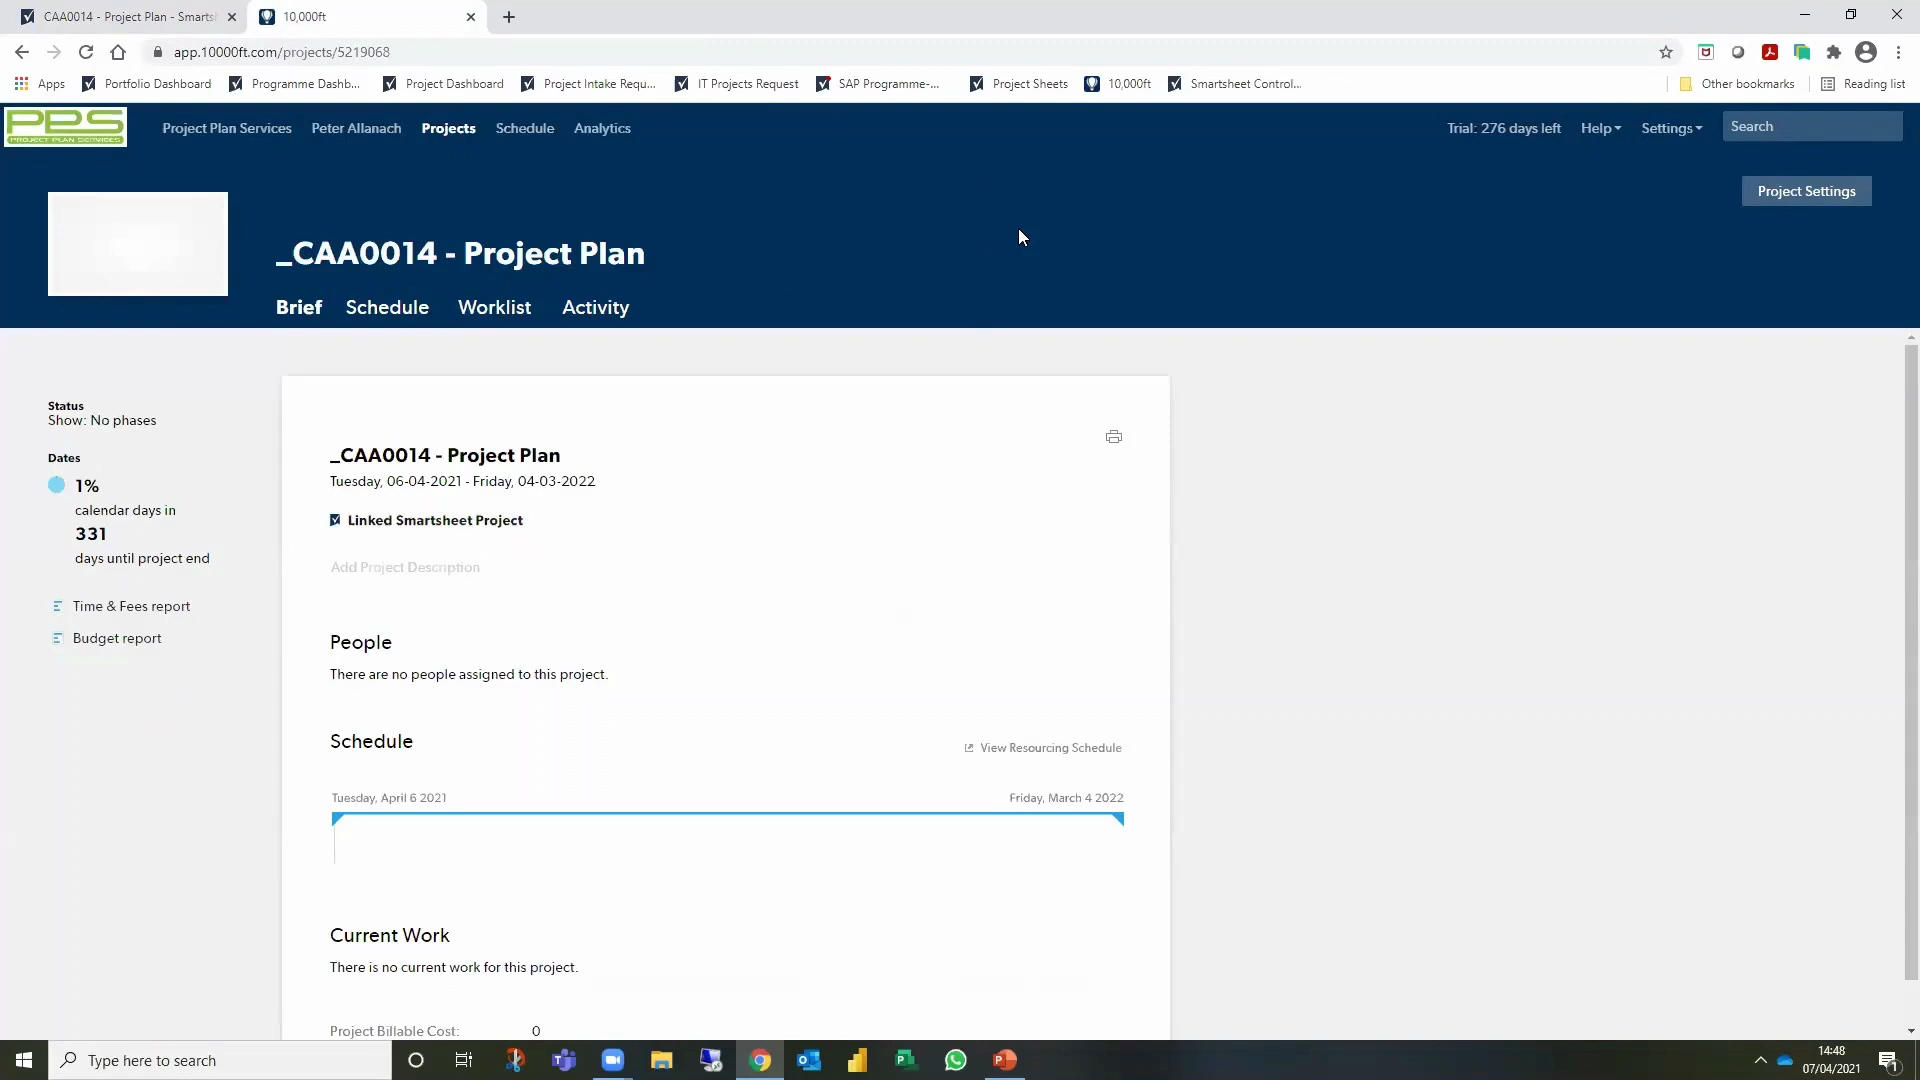 CAA0014 - Project Plan - Smarts
10,000ft
app.10000ft.com/projects/5219068
Apps
Portfolio Dashboard
Programme Dashb...
Project Dashboard
Project Intake Requ...
IT Projects Request
SAP Programme-...
Project Sheets
10,000ft
Smartsheet Control...
Other bookmarks
Reading list
PPS
PROJECT PLAN SERVICES
Project Plan Services
Peter Allanach
Projects
Schedule
Analytics
Trial: 276 days left
Help
Settings
Search
Project Settings
_CAA0014 - Project Plan
Brief
Schedule
Worklist
Activity
Status
Show: No phases
Dates
1%
calendar days in
331
days until project end
Time & Fees report
Budget report
_CAA0014 - Project Plan
Tuesday, 06-04-2021 - Friday, 04-03-2022
Linked Smartsheet Project
Add Project Description
People
There are no people assigned to this project.
Schedule
View Resourcing Schedule
Tuesday, April 6 2021
Friday, March 4 2022
Current Work
There is no current work for this project.
Project Billable Cost:
0
Type here to search
14:48
07/04/2021
1